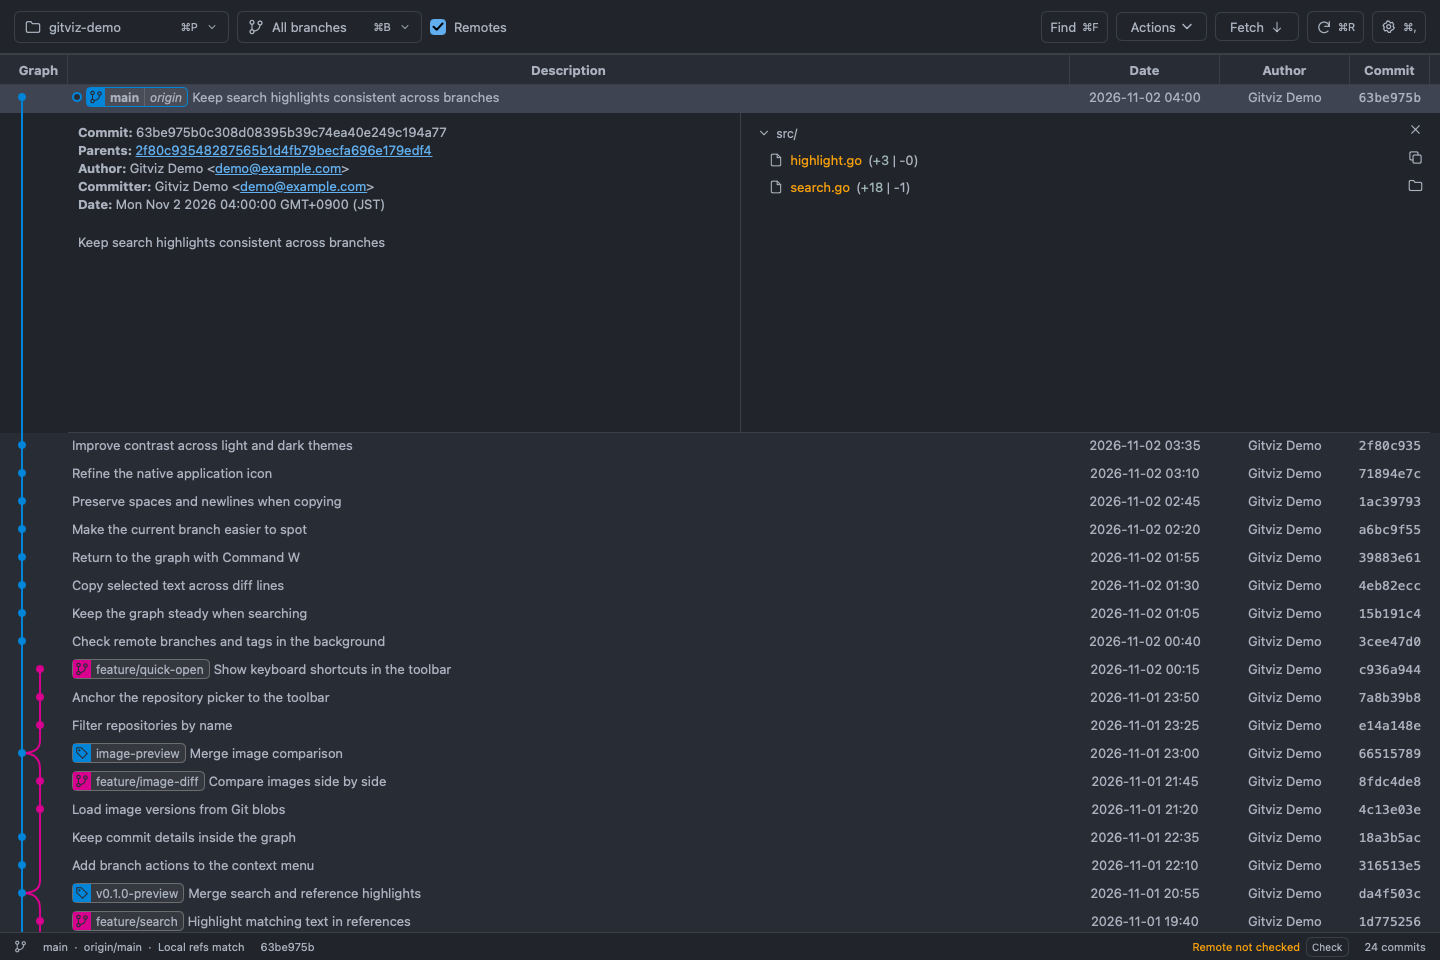 gitviz-demo ⌘P All branches ⌘B Remotes Find ⌘F Actions Fetch ↓ ⌘R ⌘,
Graph Description Date Author Commit
main origin Keep search highlights consistent across branches 2026-11-02 04:00 Gitviz Demo 63be975b
Commit: 63be975b0c308d08395b39c74ea40e249c194a77
Parents: 2f80c93548287565b1d4fb79becfa696e179edf4
Author: Gitviz Demo <demo@example.com>
Committer: Gitviz Demo <demo@example.com>
Date: Mon Nov 2 2026 04:00:00 GMT+0900 (JST)
Keep search highlights consistent across branches
src/
highlight.go (+3 | -0)
search.go (+18 | -1)
Improve contrast across light and dark themes 2026-11-02 03:35 Gitviz Demo 2f80c935
Refine the native application icon 2026-11-02 03:10 Gitviz Demo 71894e7c
Preserve spaces and newlines when copying 2026-11-02 02:45 Gitviz Demo 1ac39793
Make the current branch easier to spot 2026-11-02 02:20 Gitviz Demo a6bc9f55
Return to the graph with Command W 2026-11-02 01:55 Gitviz Demo 39883e61
Copy selected text across diff lines 2026-11-02 01:30 Gitviz Demo 4eb82ecc
Keep the graph steady when searching 2026-11-02 01:05 Gitviz Demo 15b191c4
Check remote branches and tags in the background 2026-11-02 00:40 Gitviz Demo 3cee47d0
feature/quick-open Show keyboard shortcuts in the toolbar 2026-11-02 00:15 Gitviz Demo c936a944
Anchor the repository picker to the toolbar 2026-11-01 23:50 Gitviz Demo 7a8b39b8
Filter repositories by name 2026-11-01 23:25 Gitviz Demo e14a148e
image-preview Merge image comparison 2026-11-01 23:00 Gitviz Demo 66515789
feature/image-diff Compare images side by side 2026-11-01 21:45 Gitviz Demo 8fdc4de8
Load image versions from Git blobs 2026-11-01 21:20 Gitviz Demo 4c13e03e
Keep commit details inside the graph 2026-11-01 22:35 Gitviz Demo 18a3b5ac
Add branch actions to the context menu 2026-11-01 22:10 Gitviz Demo 316513e5
v0.1.0-preview Merge search and reference highlights 2026-11-01 20:55 Gitviz Demo da4f503c
feature/search Highlight matching text in references 2026-11-01 19:40 Gitviz Demo 1d775256
main · origin/main · Local refs match 63be975b Remote not checked Check 24 commits